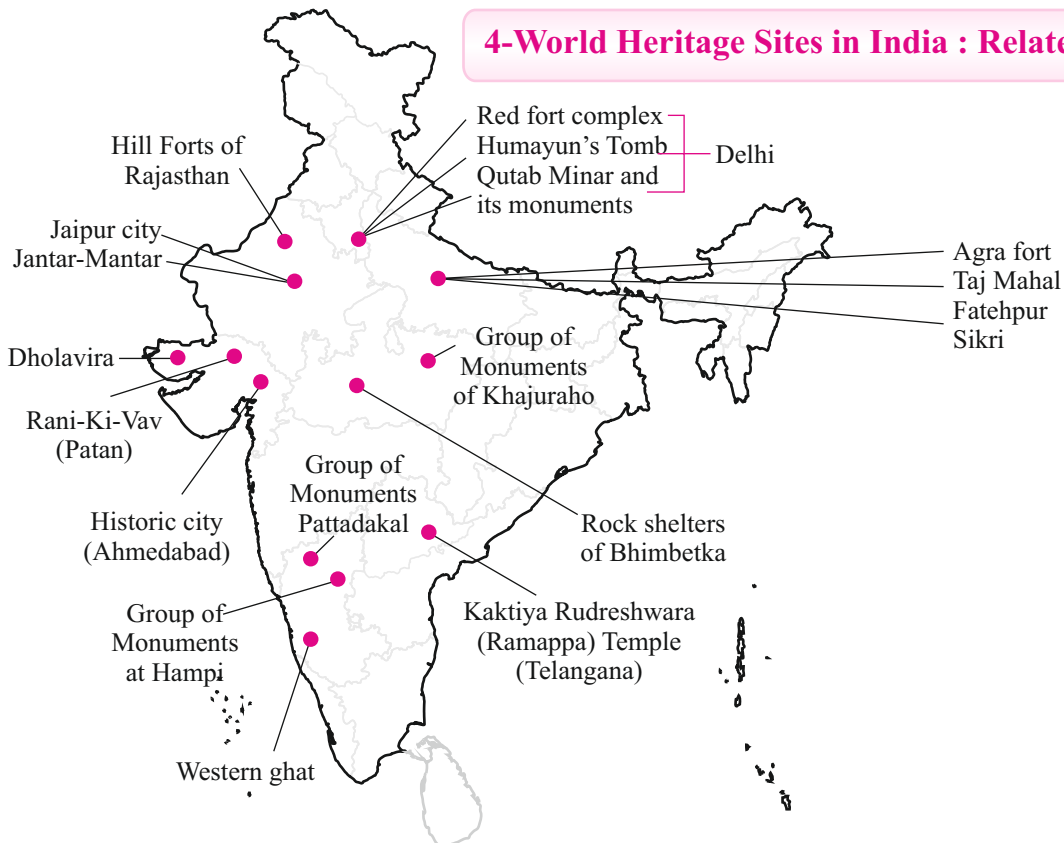 4-World Heritage Sites in India : Relate
Red fort complex
Humayun's Tomb
Qutab Minar and
its monuments
Delhi
Hill Forts of
Rajasthan
Jaipur city
Jantar-Mantar
Agra fort
Taj Mahal
Fatehpur
Sikri
Dholavira
Group of
Monuments
of Khajuraho
Rani-Ki-Vav
(Patan)
Group of
Monuments
Pattadakal
Historic city
(Ahmedabad)
Rock shelters
of Bhimbetka
Group of
Monuments
at Hampi
Kaktiya Rudreshwara
(Ramappa) Temple
(Telangana)
Western ghat